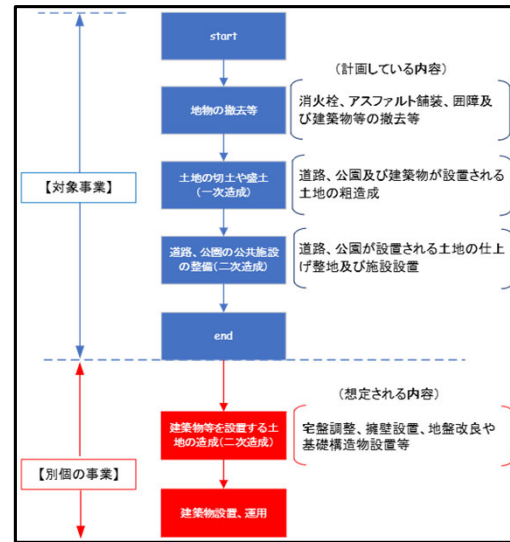 start
(計画している内容)
地物の撤去等
消火栓、アスファルト舗装、囲障及
び建築物等の撤去等
【対象事業】
土地の切土や盛土
(一次造成)
道路、公園及び建築物が設置される
土地の粗造成
道路、公園の公共施設
の整備(二次造成)
道路、公園が設置される土地の仕上
げ整地及び施設設置
end
(想定される内容)
建築物等を設置する土
地の造成(二次造成)
宅盤調整、擁壁設置、地盤改良や
基礎構造物設置等
【別個の事業】
建築物設置、運用